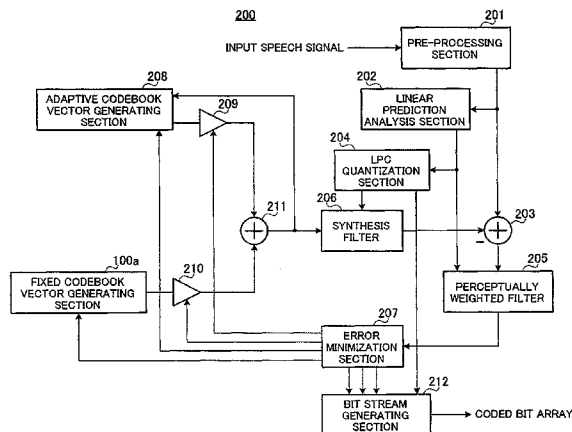 200
201
INPUT SPEECH SIGNAL
PRE-PROCESSING
SECTION
208
ADAPTIVE CODEBOOK
VECTOR GENERATING
SECTION
209
202
LINEAR
PREDICTION
ANALYSIS SECTION
204
LPC
QUANTIZATION
SECTION
206
SYNTHESIS
FILTER
211
203
100a
FIXED CODEBOOK
VECTOR GENERATING
SECTION
210
205
PERCEPTUALLY
WEIGHTED FILTER
207
ERROR
MINIMIZATION
SECTION
212
BIT STREAM
GENERATING
SECTION
CODED BIT ARRAY